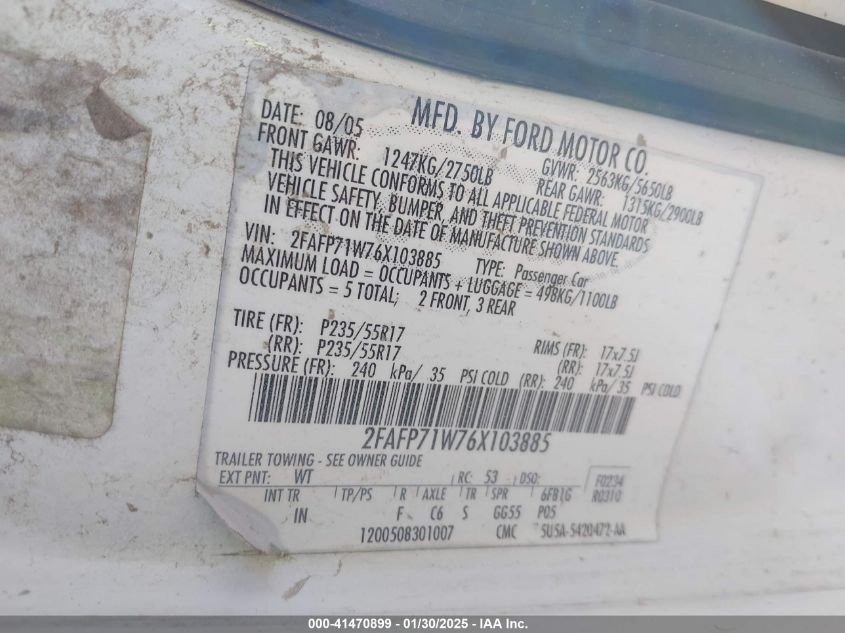 MFD. BY FORD MOTOR CO.
DATE: 08/05 GVWR: 2563KG/5650LB
FRONT GAWR: 1247KG/2750LB REAR GAWR: 1315KG/2900LB
THIS VEHICLE CONFORMS TO ALL APPLICABLE FEDERAL MOTOR
VEHICLE SAFETY, BUMPER, AND THEFT PREVENTION STANDARDS
IN EFFECT ON THE DATE OF MANUFACTURE SHOWN ABOVE
VIN: 2FAFP71W76X103885 TYPE: Passenger Car
MAXIMUM LOAD = OCCUPANTS + LUGGAGE = 498KG/1100LB
OCCUPANTS = 5 TOTAL; 2 FRONT, 3 REAR
TIRE (FR): P235/55R17 RIMS (FR): 17x7.5J
(RR): P235/55R17 (RR): 17x7.5J
PRESSURE (FR): 240 kPa/ 35 PSI COLD (RR): 240 kPa/ 35 PSI COLD
2FAFP71W76X103885
TRAILER TOWING - SEE OWNER GUIDE
EXT PNT: WT RC: 53 DSO: F0234
INT TR TP/PS R AXLE TR SPR 6FB1G R0310
IN F C6 S GG55 P05
1200508301007 CMC 5U5A-5420472-AA
000-41470899 - 01/30/2025 - IAA Inc.